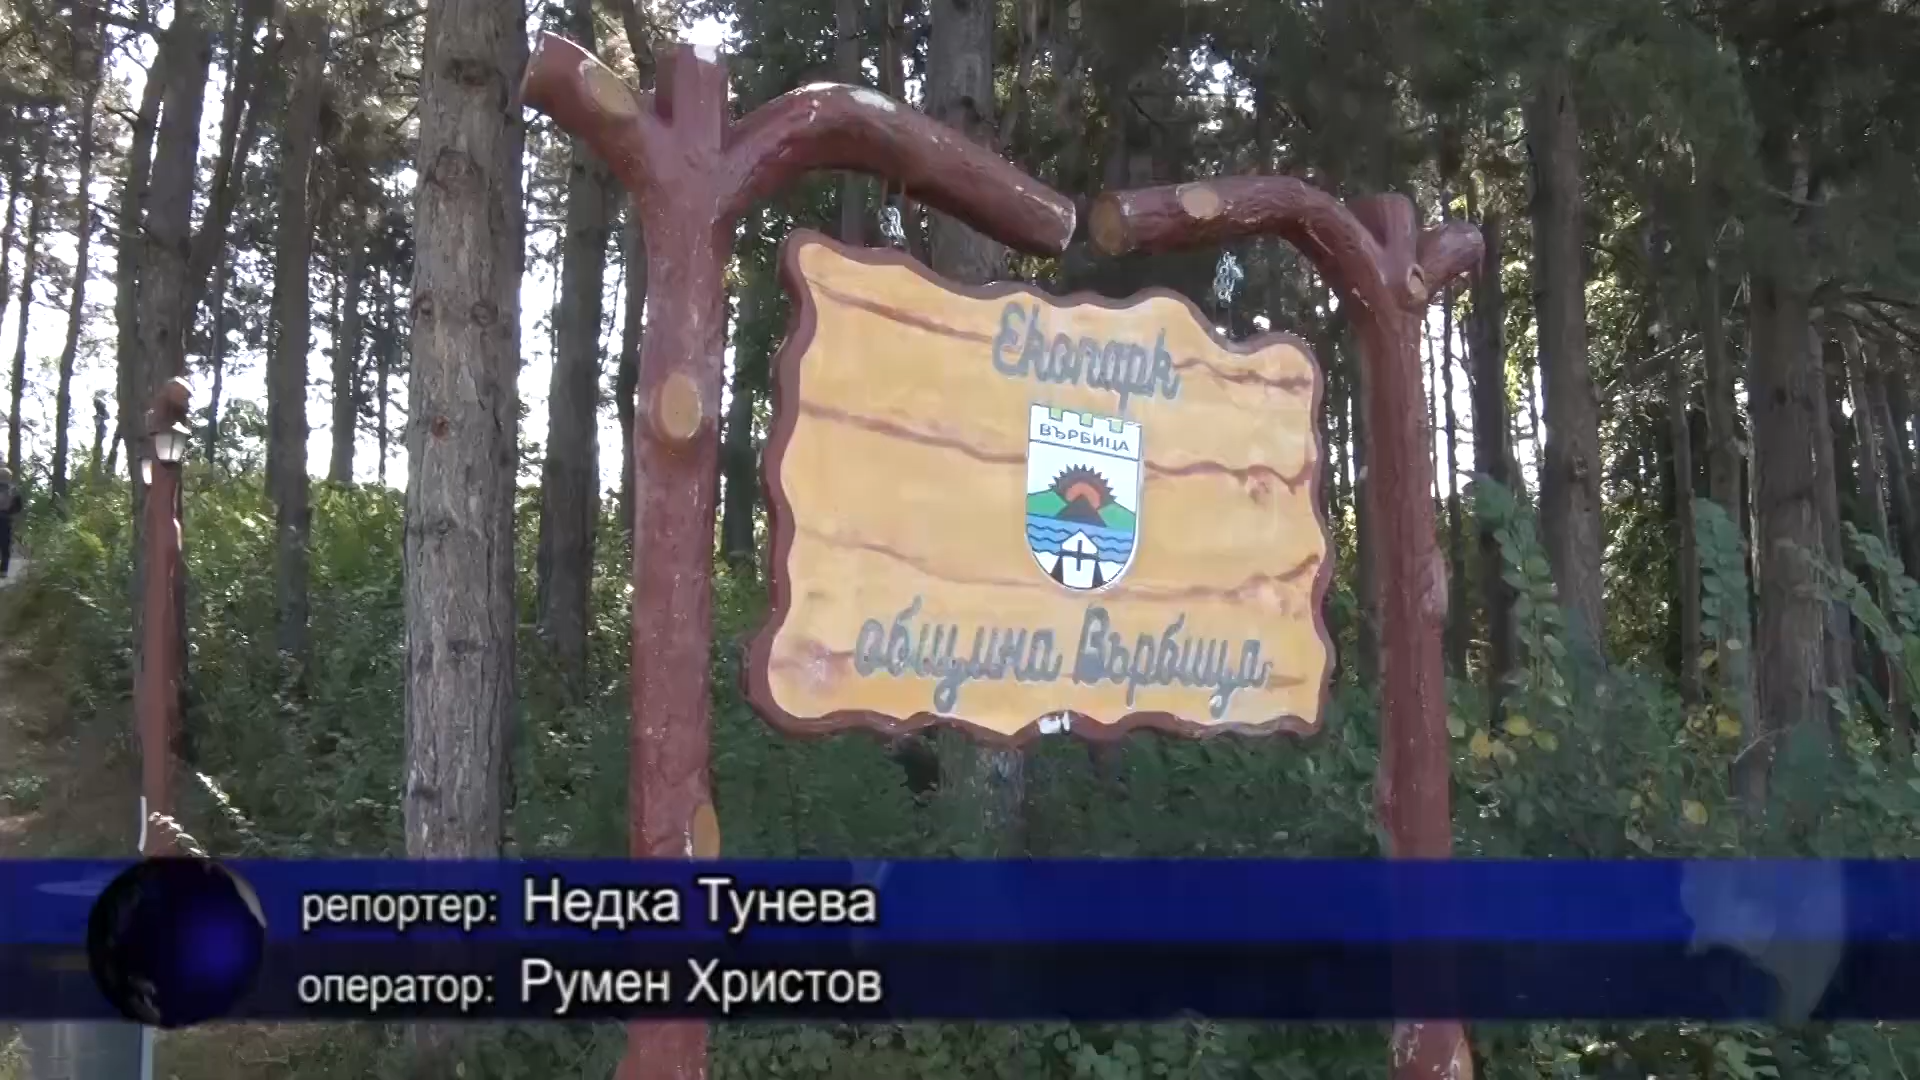 Екопарк
ВЪРБИЦА
община Върбица
репортер: Недка Тунева
оператор: Румен Христов